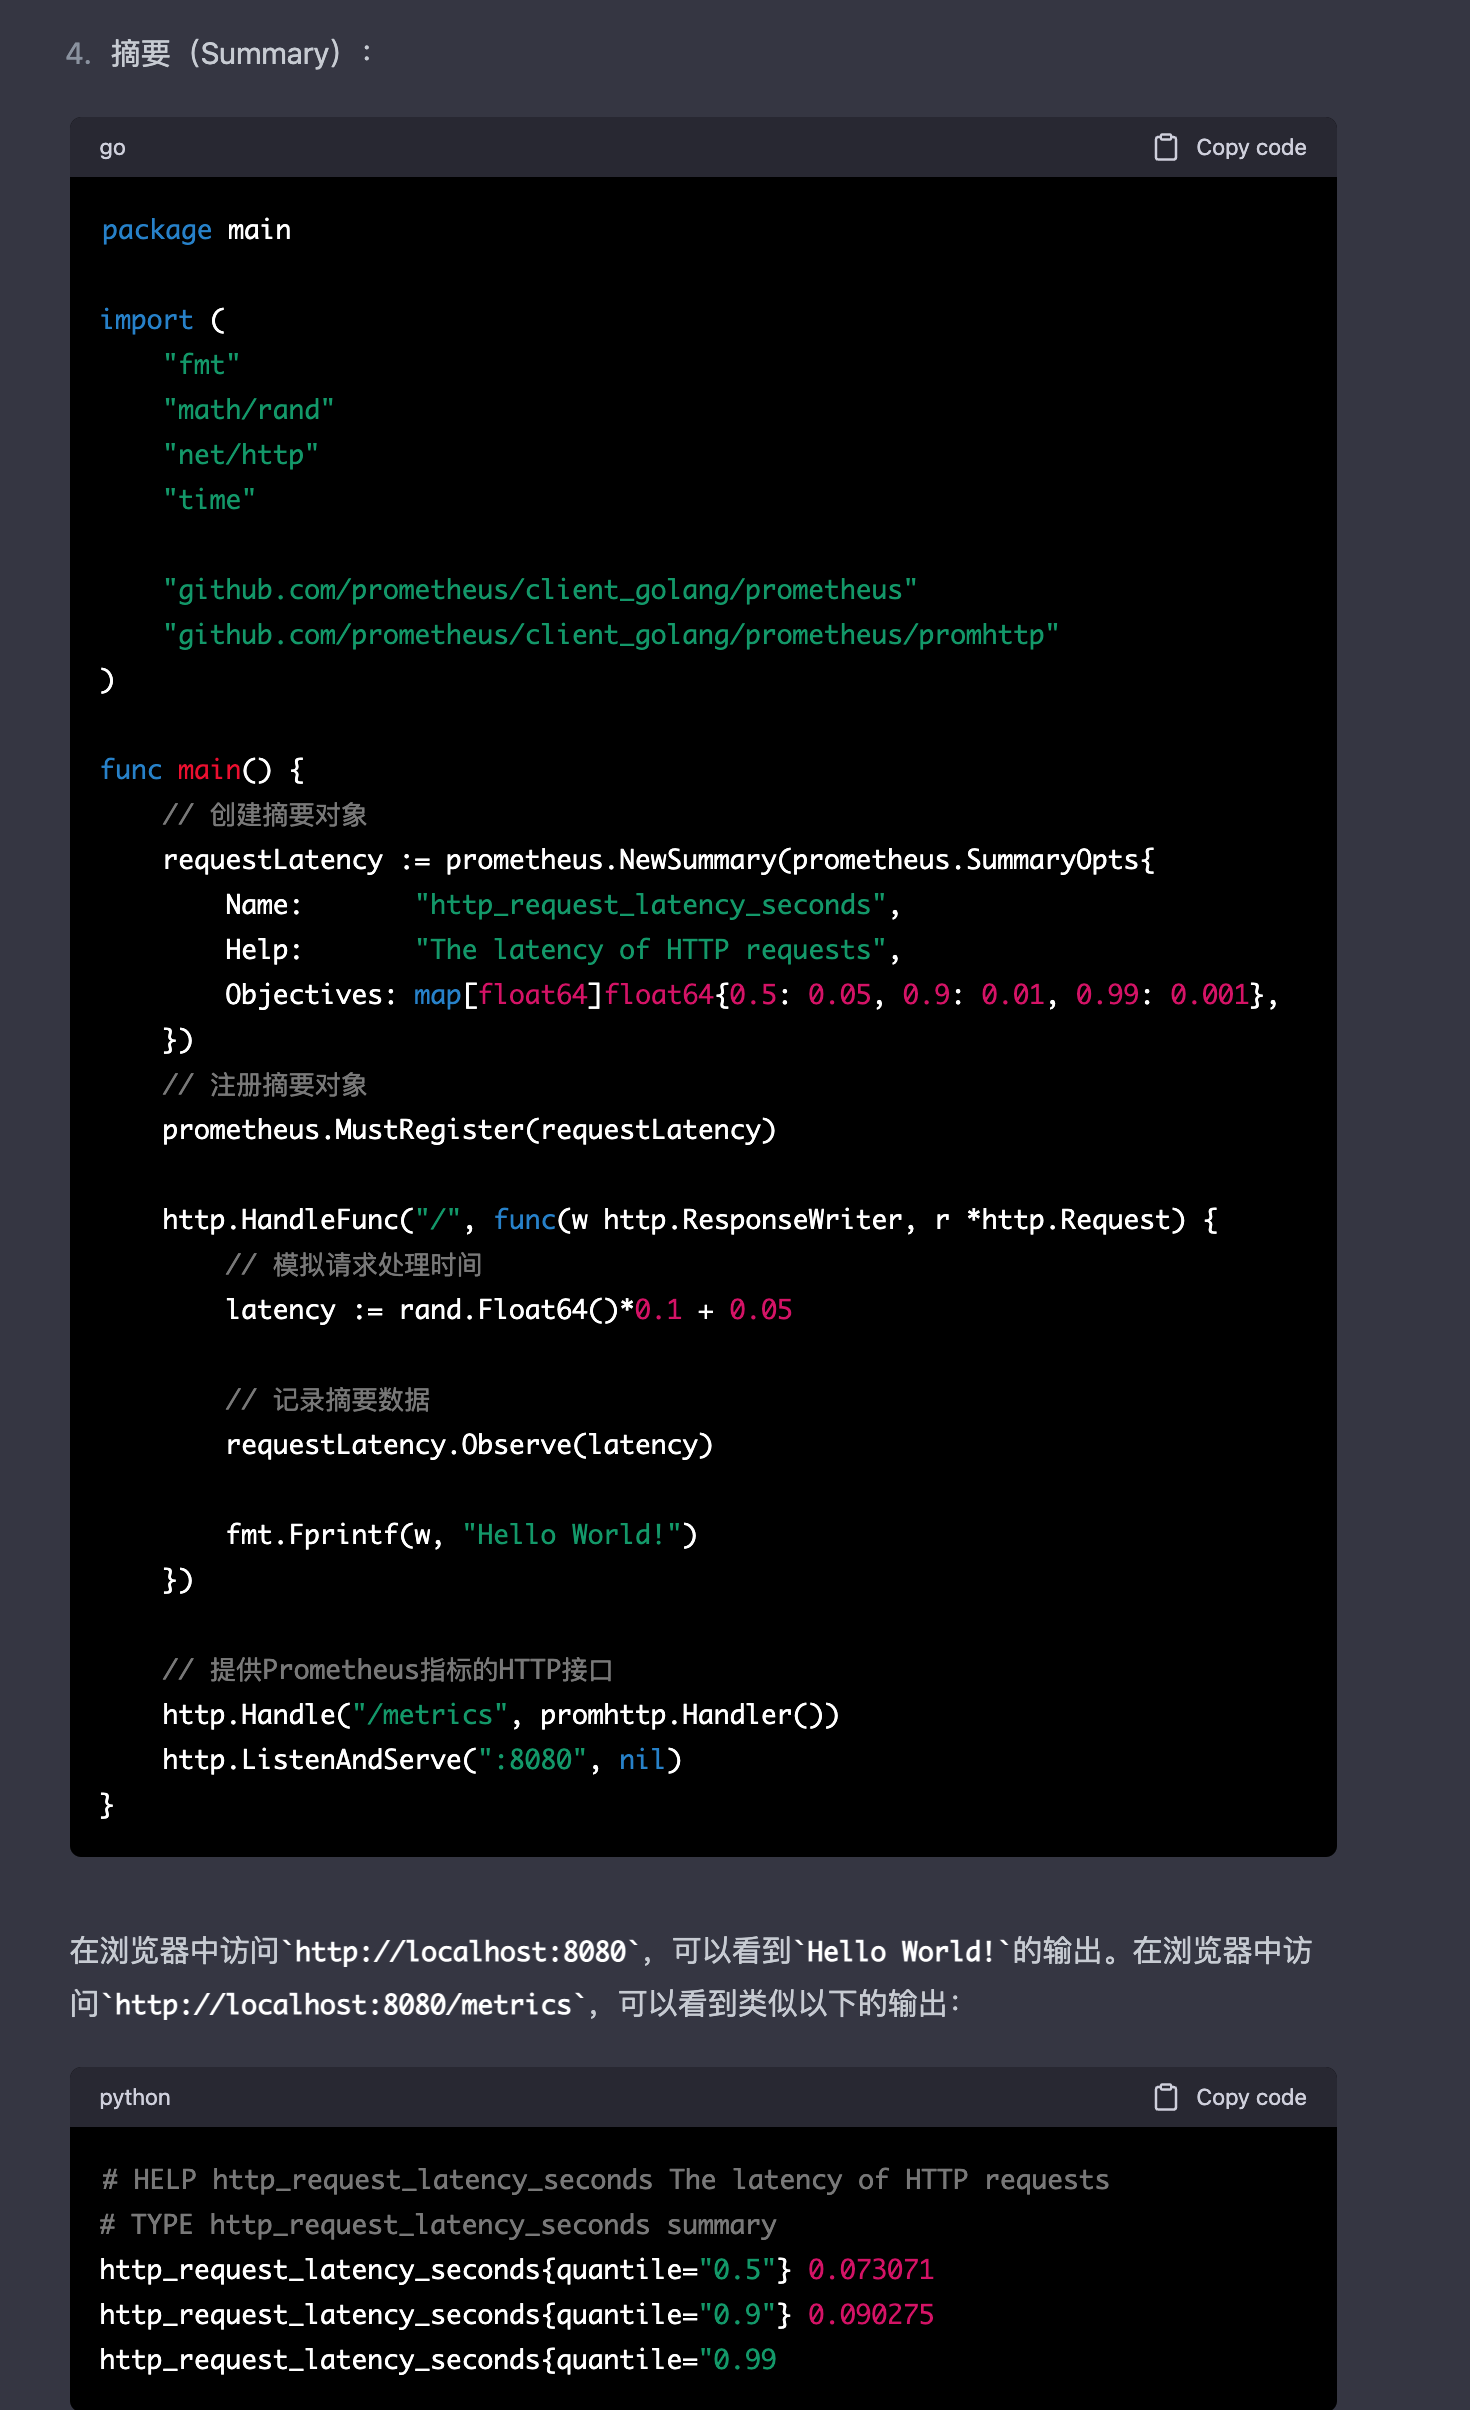 4. 摘要（Summary）：
go
Copy code
package main
import (
    "fmt"
    "math/rand"
    "net/http"
    "time"
    "github.com/prometheus/client_golang/prometheus"
    "github.com/prometheus/client_golang/prometheus/promhttp"
)
func main() {
    // 创建摘要对象
    requestLatency := prometheus.NewSummary(prometheus.SummaryOpts{
        Name:       "http_request_latency_seconds",
        Help:       "The latency of HTTP requests",
        Objectives: map[float64]float64{0.5: 0.05, 0.9: 0.01, 0.99: 0.001},
    })
    // 注册摘要对象
    prometheus.MustRegister(requestLatency)
    http.HandleFunc("/", func(w http.ResponseWriter, r *http.Request) {
        // 模拟请求处理时间
        latency := rand.Float64()*0.1 + 0.05
        // 记录摘要数据
        requestLatency.Observe(latency)
        fmt.Fprintf(w, "Hello World!")
    })
    // 提供Prometheus指标的HTTP接口
    http.Handle("/metrics", promhttp.Handler())
    http.ListenAndServe(":8080", nil)
}
在浏览器中访问`http://localhost:8080`，可以看到`Hello World!`的输出。在浏览器中访
问`http://localhost:8080/metrics`，可以看到类似以下的输出：
python
Copy code
# HELP http_request_latency_seconds The latency of HTTP requests
# TYPE http_request_latency_seconds summary
http_request_latency_seconds{quantile="0.5"} 0.073071
http_request_latency_seconds{quantile="0.9"} 0.090275
http_request_latency_seconds{quantile="0.99